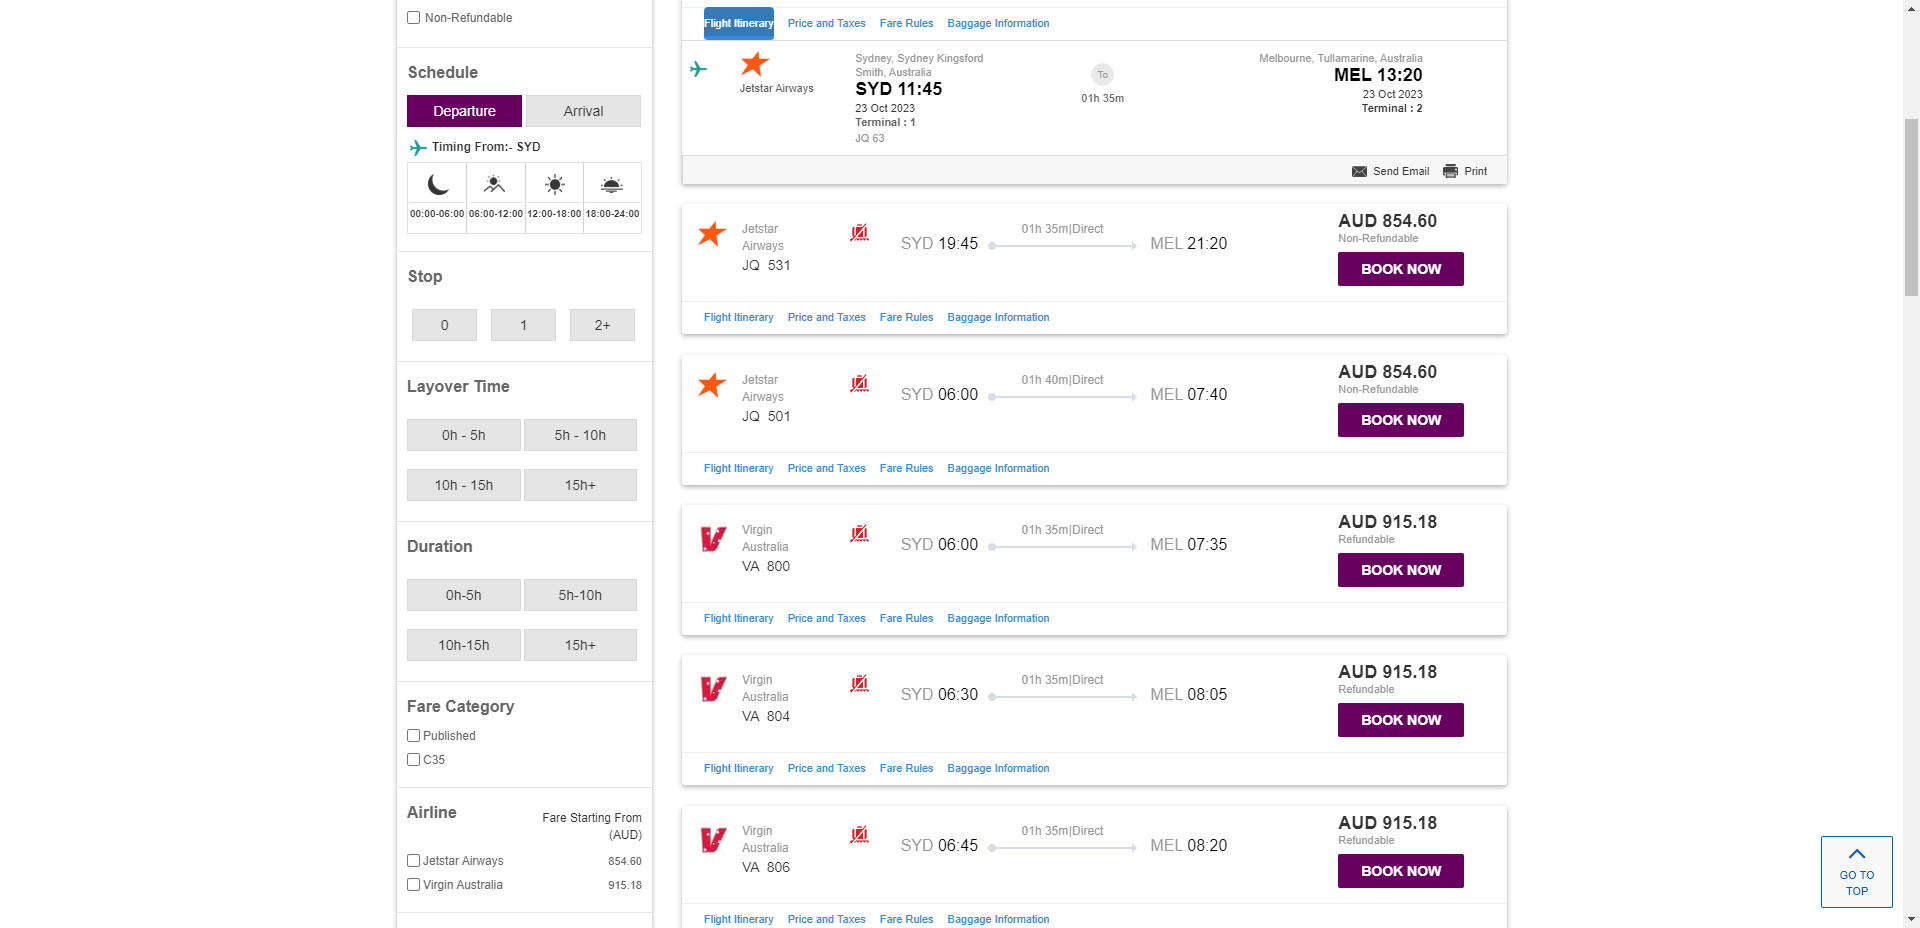 Non-Refundable
Schedule
Departure
Arrival
Timing From:- SYD
00:00-06:00
06:00-12:00
12:00-18:00
18:00-24:00
Stop
0
1
2+
Layover Time
0h - 5h
5h - 10h
10h - 15h
15h+
Duration
0h-5h
5h-10h
10h-15h
15h+
Fare Category
Published
C35
Airline
Fare Starting From
(AUD)
Jetstar Airways
854.60
Virgin Australia
915.18
Flight Itinerary
Price and Taxes
Fare Rules
Baggage Information
Jetstar Airways
Sydney, Sydney Kingsford
Smith, Australia
SYD 11:45
23 Oct 2023
Terminal : 1
JQ 63
To
01h 35m
Melbourne, Tullamarine, Australia
MEL 13:20
23 Oct 2023
Terminal : 2
Send Email
Print
Jetstar
Airways
JQ 531
SYD 19:45
01h 35m|Direct
MEL 21:20
AUD 854.60
Non-Refundable
BOOK NOW
Flight Itinerary
Price and Taxes
Fare Rules
Baggage Information
Jetstar
Airways
JQ 501
SYD 06:00
01h 40m|Direct
MEL 07:40
AUD 854.60
Non-Refundable
BOOK NOW
Flight Itinerary
Price and Taxes
Fare Rules
Baggage Information
Virgin
Australia
VA 800
SYD 06:00
01h 35m|Direct
MEL 07:35
AUD 915.18
Refundable
BOOK NOW
Flight Itinerary
Price and Taxes
Fare Rules
Baggage Information
Virgin
Australia
VA 804
SYD 06:30
01h 35m|Direct
MEL 08:05
AUD 915.18
Refundable
BOOK NOW
Flight Itinerary
Price and Taxes
Fare Rules
Baggage Information
Virgin
Australia
VA 806
SYD 06:45
01h 35m|Direct
MEL 08:20
AUD 915.18
Refundable
BOOK NOW
Flight Itinerary
Price and Taxes
Fare Rules
Baggage Information
GO TO
TOP